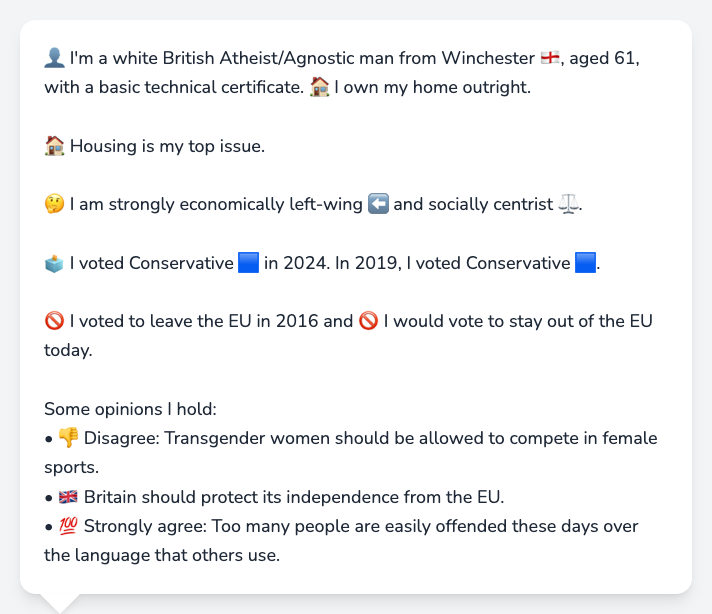 👤 I'm a white British Atheist/Agnostic man from Winchester 🏴󠁧󠁢󠁥󠁮󠁧󠁿, aged 61,
with a basic technical certificate. 🏠 I own my home outright.
🏠 Housing is my top issue.
🤔 I am strongly economically left-wing ⬅️ and socially centrist ⚖️.
🗳️ I voted Conservative 🟦 in 2024. In 2019, I voted Conservative 🟦.
🚫 I voted to leave the EU in 2016 and 🚫 I would vote to stay out of the EU
today.
Some opinions I hold:
• 👎 Disagree: Transgender women should be allowed to compete in female
sports.
• 🇬🇧 Britain should protect its independence from the EU.
• 💯 Strongly agree: Too many people are easily offended these days over
the language that others use.